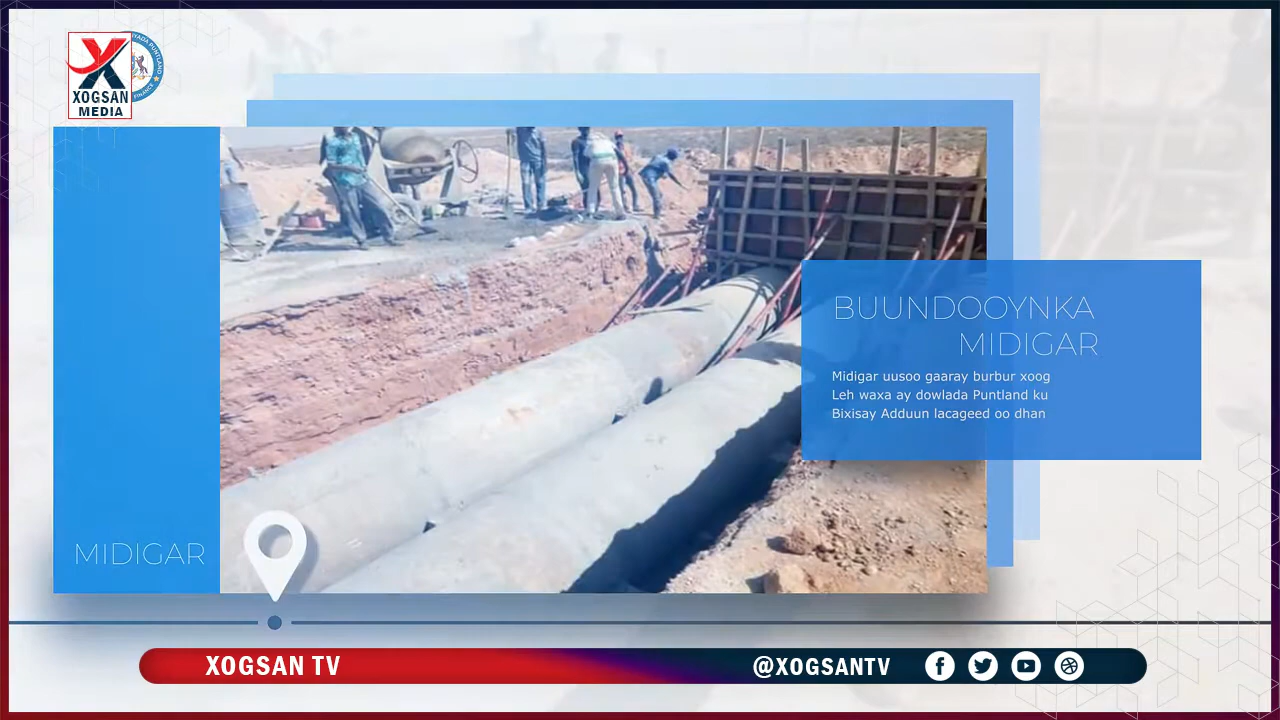 XOGSAN
MEDIA
BUUNDOOYNKA
MIDIGAR
Midigar uusoo gaaray burbur xoog
Leh waxa ay dowlada Puntland ku
Bixisay Adduun lacageed oo dhan
MIDIGAR
XOGSAN TV
@XOGSANTV